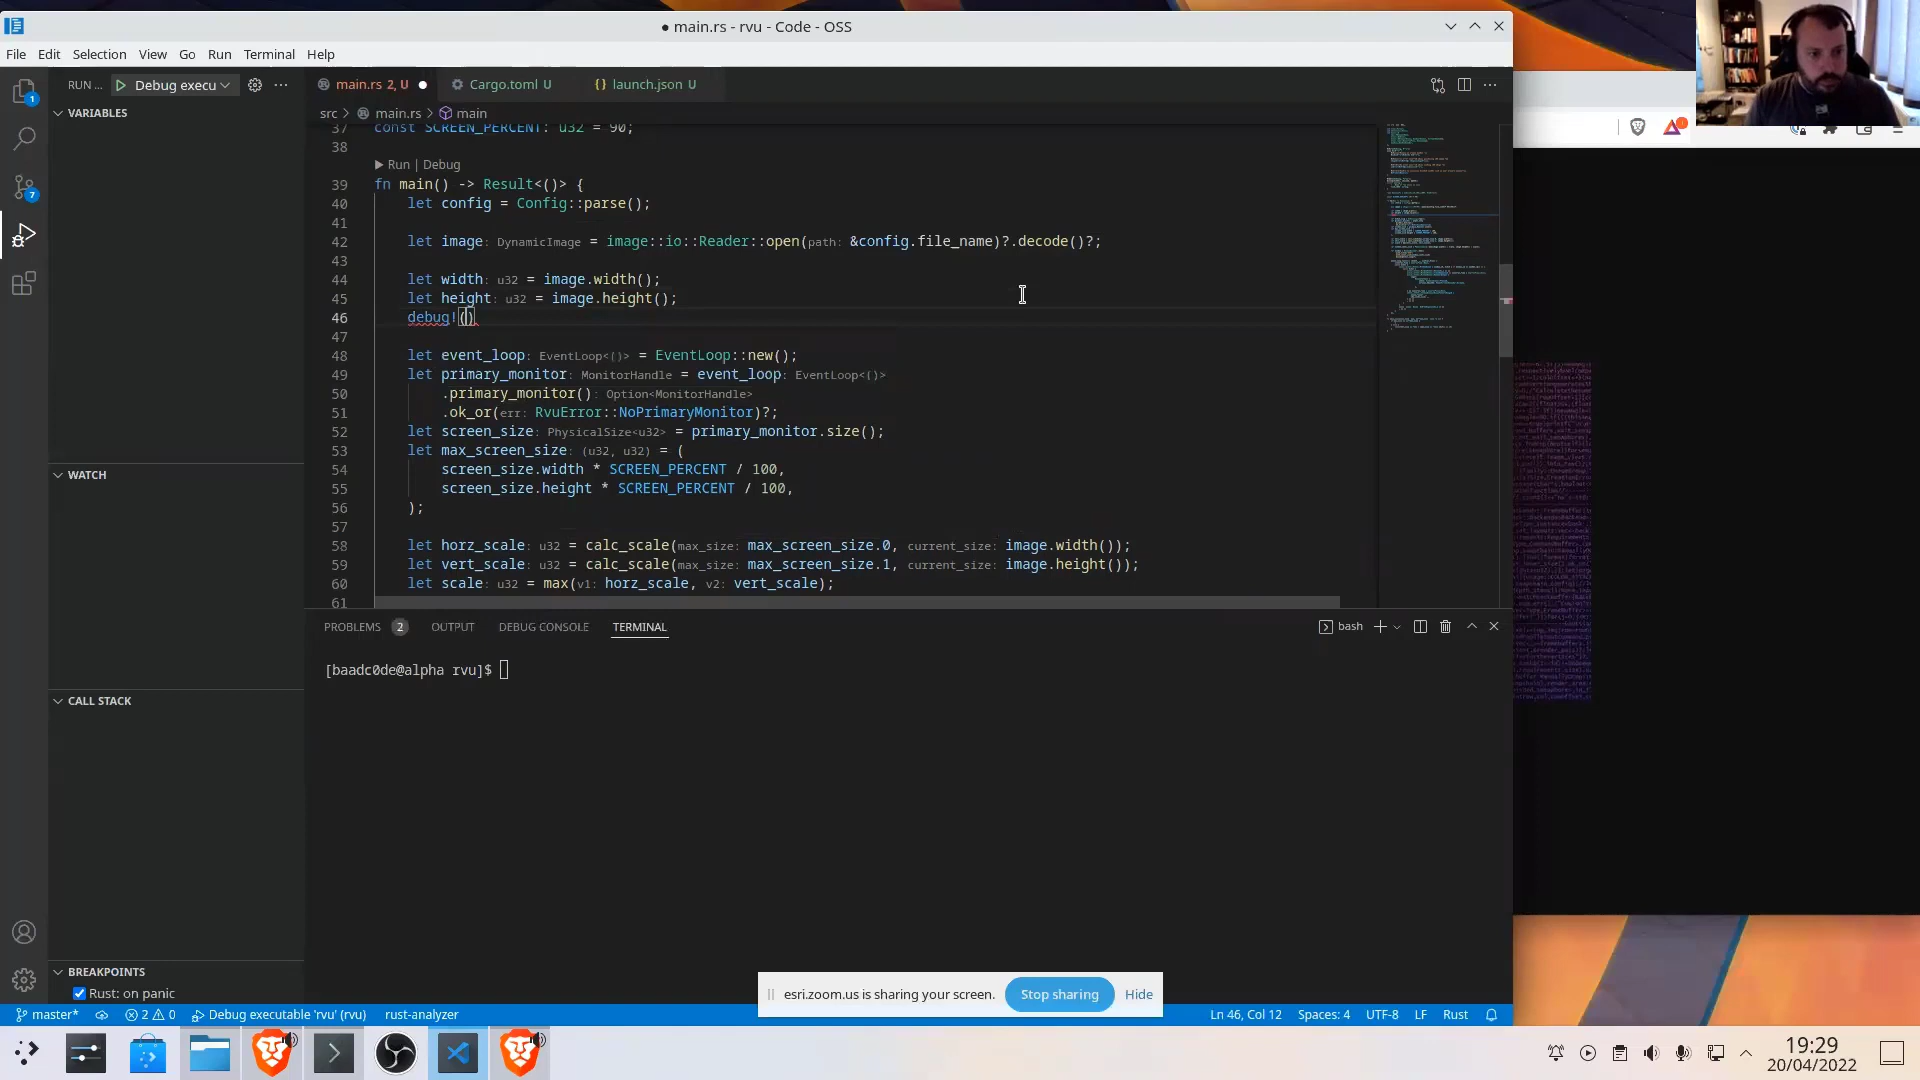 main.rs - rvu - Code - OSS
File Edit Selection View Go Run Terminal Help
RUN ... Debug execu
main.rs 2, U
Cargo.toml U
launch.json U
src > main.rs > main
VARIABLES
WATCH
CALL STACK
BREAKPOINTS
Rust: on panic
37 const SCREEN_PERCENT: u32 = 90;
38
Run | Debug
39 fn main() -> Result<()> {
40 let config = Config::parse();
41
42 let image: DynamicImage = image::io::Reader::open(path: &config.file_name)?.decode()?;
43
44 let width: u32 = image.width();
45 let height: u32 = image.height();
46 debug!()
47
48 let event_loop: EventLoop<()> = EventLoop::new();
49 let primary_monitor: MonitorHandle = event_loop: EventLoop<()>
50 .primary_monitor(): Option<MonitorHandle>
51 .ok_or(err: RvuError::NoPrimaryMonitor)?;
52 let screen_size: PhysicalSize<u32> = primary_monitor.size();
53 let max_screen_size: (u32, u32) = (
54 screen_size.width * SCREEN_PERCENT / 100,
55 screen_size.height * SCREEN_PERCENT / 100,
56 );
57
58 let horz_scale: u32 = calc_scale(max_size: max_screen_size.0, current_size: image.width());
59 let vert_scale: u32 = calc_scale(max_size: max_screen_size.1, current_size: image.height());
60 let scale: u32 = max(v1: horz_scale, v2: vert_scale);
61
PROBLEMS 2 OUTPUT DEBUG CONSOLE TERMINAL
bash
[baadc0de@alpha rvu]$
esri.zoom.us is sharing your screen. Stop sharing Hide
master* 2 0 Debug executable 'rvu' (rvu) rust-analyzer
Ln 46, Col 12 Spaces: 4 UTF-8 LF Rust
1
7
19:29
20/04/2022